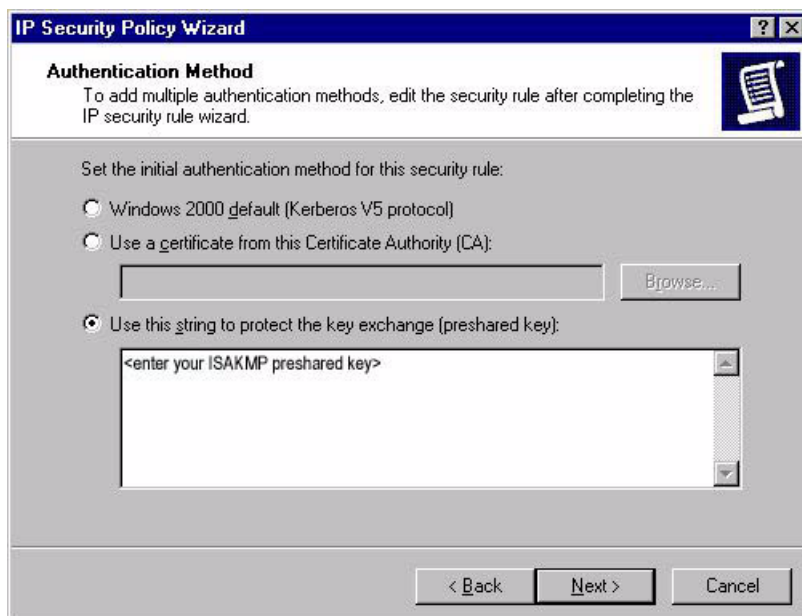 IP Security Policy Wizard
Authentication Method
To add multiple authentication methods, edit the security rule after completing the
IP security rule wizard.
Set the initial authentication method for this security rule:
Windows 2000 default (Kerberos V5 protocol)
Use a certificate from this Certificate Authority (CA):
Browse...
Use this string to protect the key exchange (preshared key):
<enter your ISAKMP preshared key>
< Back Next > Cancel